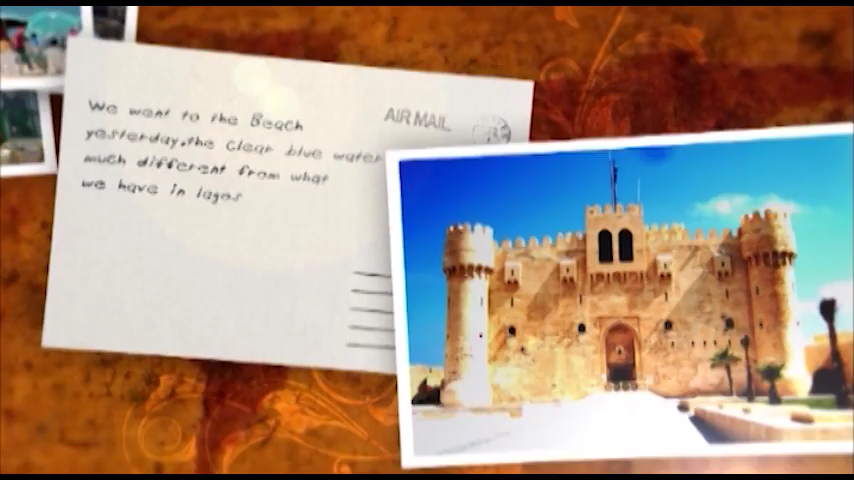 We went to the Beach
yesterday.the clear blue water
much different from what
we have in lagos
AIR MAIL